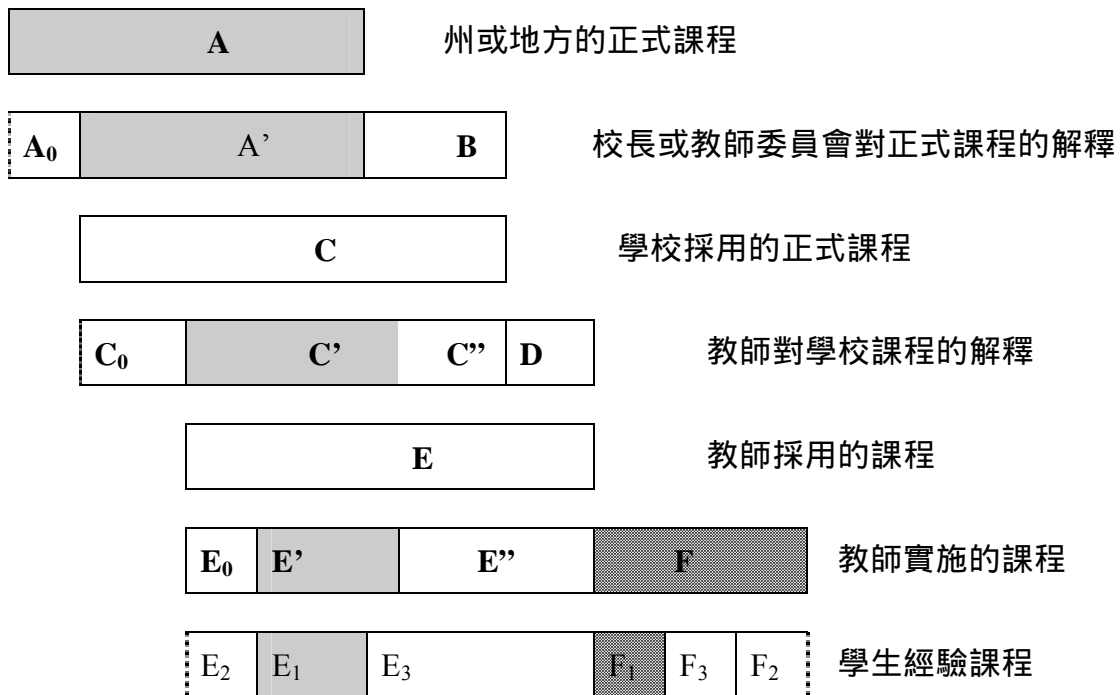 A 州或地方的正式課程
A₀ A’ B 校長或教師委員會對正式課程的解釋
C 學校採用的正式課程
C₀ C’ C” D 教師對學校課程的解釋
E 教師採用的課程
E₀ E’ E” F 教師實施的課程
E₂ E₁ E₃ F₁ F₃ F₂ 學生經驗課程